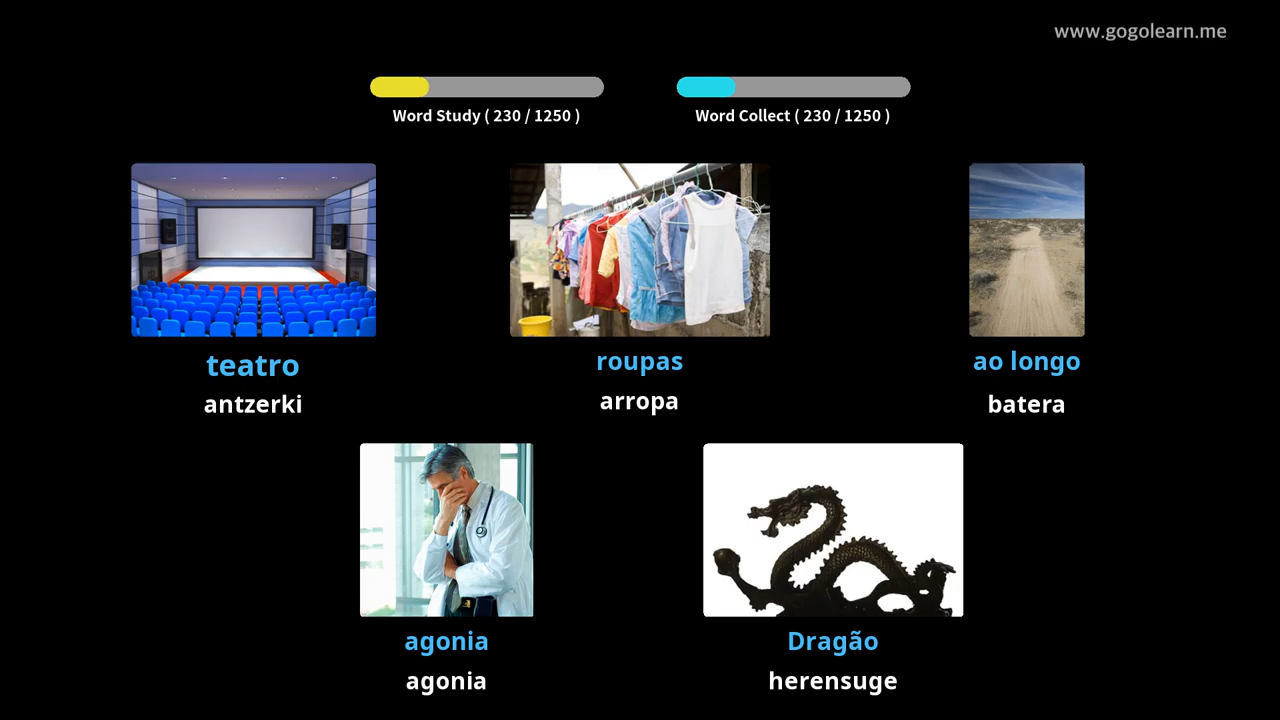 www.gogolearn.me
Word Study ( 230 / 1250 )
Word Collect ( 230 / 1250 )
teatro
antzerki
roupas
arropa
ao longo
batera
agonia
agonia
Dragão
herensuge